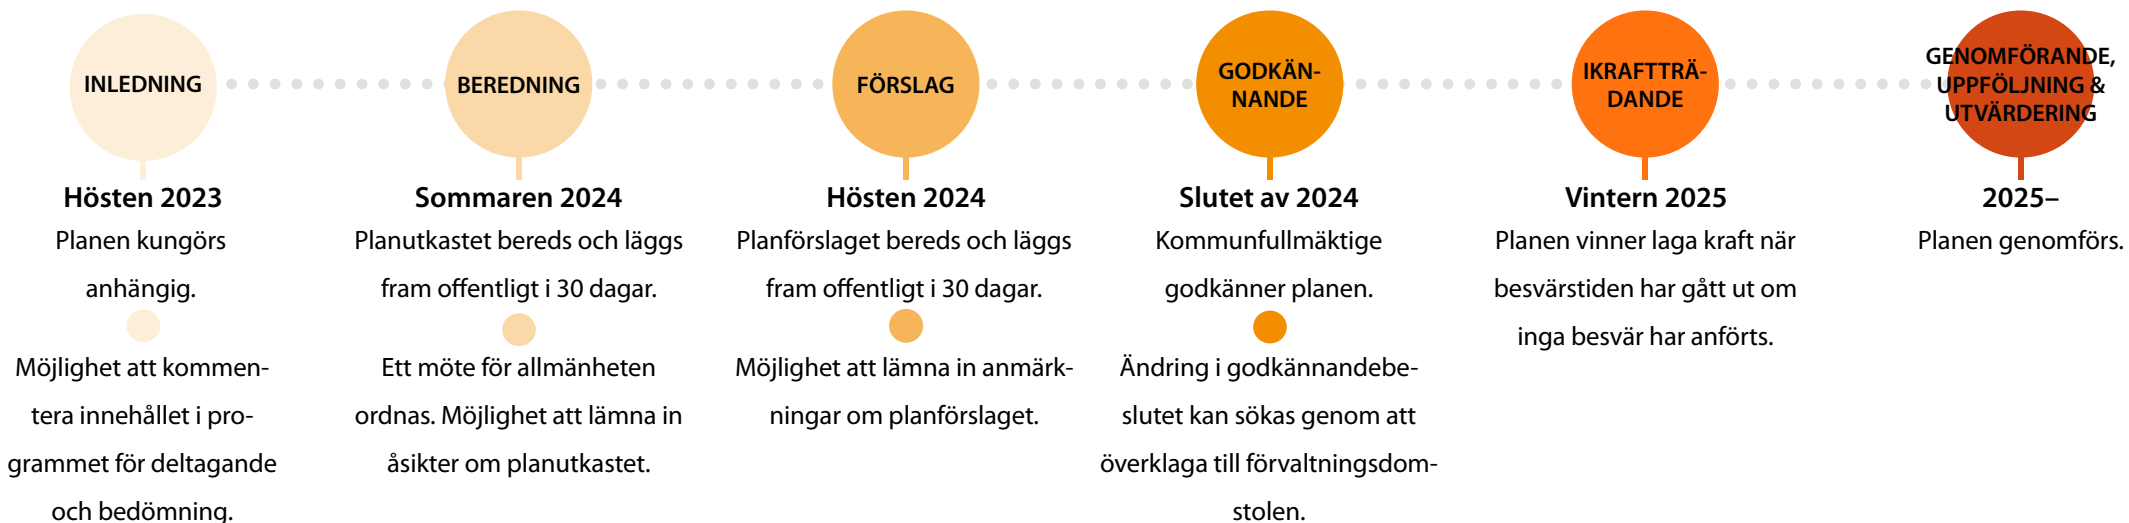 INLEDNING
Hösten 2023
Planen kungörs
anhängig.
Möjlighet att kommen-
tera innehållet i pro-
grammet för deltagande
och bedömning.
BEREDNING
Sommaren 2024
Planutkastet bereds och läggs
fram offentligt i 30 dagar.
Ett möte för allmänheten
ordnas. Möjlighet att lämna in
åsikter om planutkastet.
FÖRSLAG
Hösten 2024
Planförslaget bereds och läggs
fram offentligt i 30 dagar.
Möjlighet att lämna in anmärk-
ningar om planförslaget.
GODKÄN-
NANDE
Slutet av 2024
Kommunfullmäktige
godkänner planen.
Ändring i godkännandebe-
slutet kan sökas genom att
överklaga till förvaltningsdom-
stolen.
IKRAFTTRÄ-
DANDE
Vintern 2025
Planen vinner laga kraft när
besvärstiden har gått ut om
inga besvär har anförts.
GENOMFÖRANDE,
UPPFÖLJNING &
UTVÄRDERING
2025–
Planen genomförs.